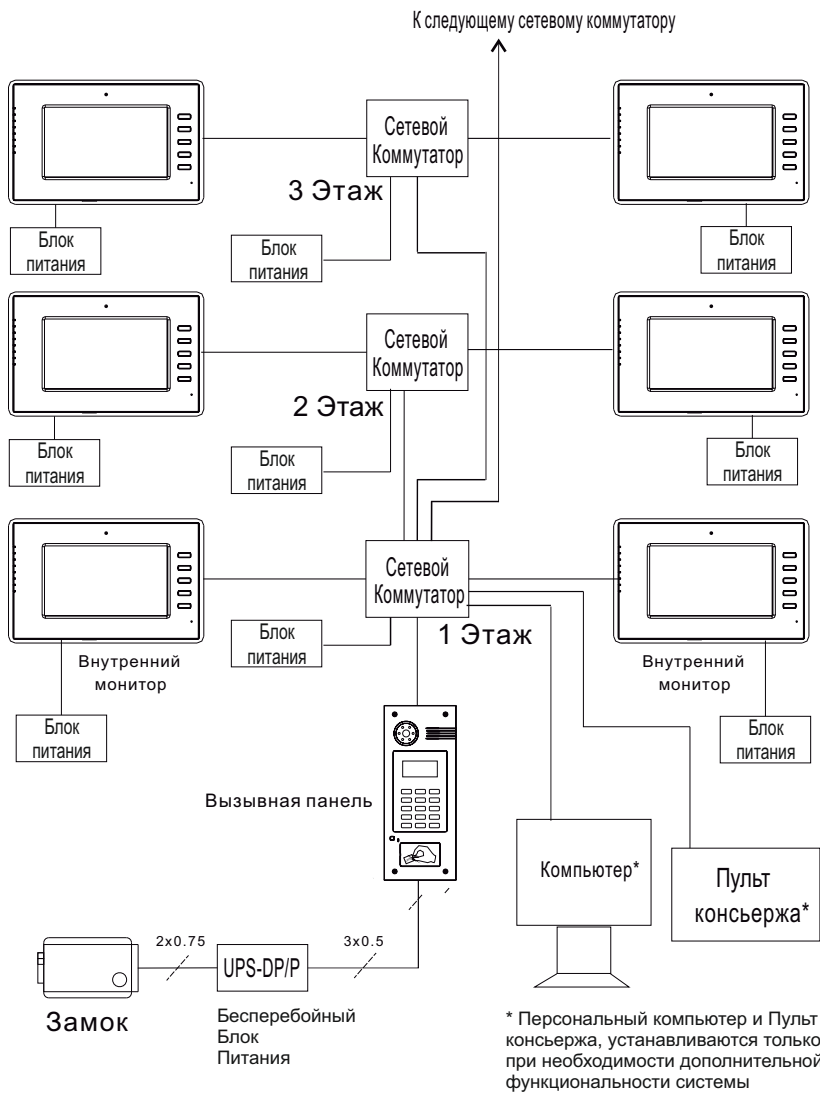 К следующему сетевому коммутатору
Сетевой
Коммутатор
3 Этаж
Блок
питания
Блок
питания
Блок
питания
Сетевой
Коммутатор
2 Этаж
Блок
питания
Блок
питания
Блок
питания
Сетевой
Коммутатор
1 Этаж
Блок
питания
Внутренний
монитор
Внутренний
монитор
Блок
питания
Блок
питания
Вызывная панель
Компьютер*
Пульт
консьержа*
2x0.75
3x0.5
UPS-DP/P
Замок
Бесперебойный
Блок
Питания
* Персональный компьютер и Пульт
консьержа, устанавливаются только
при необходимости дополнительной
функциональности системы